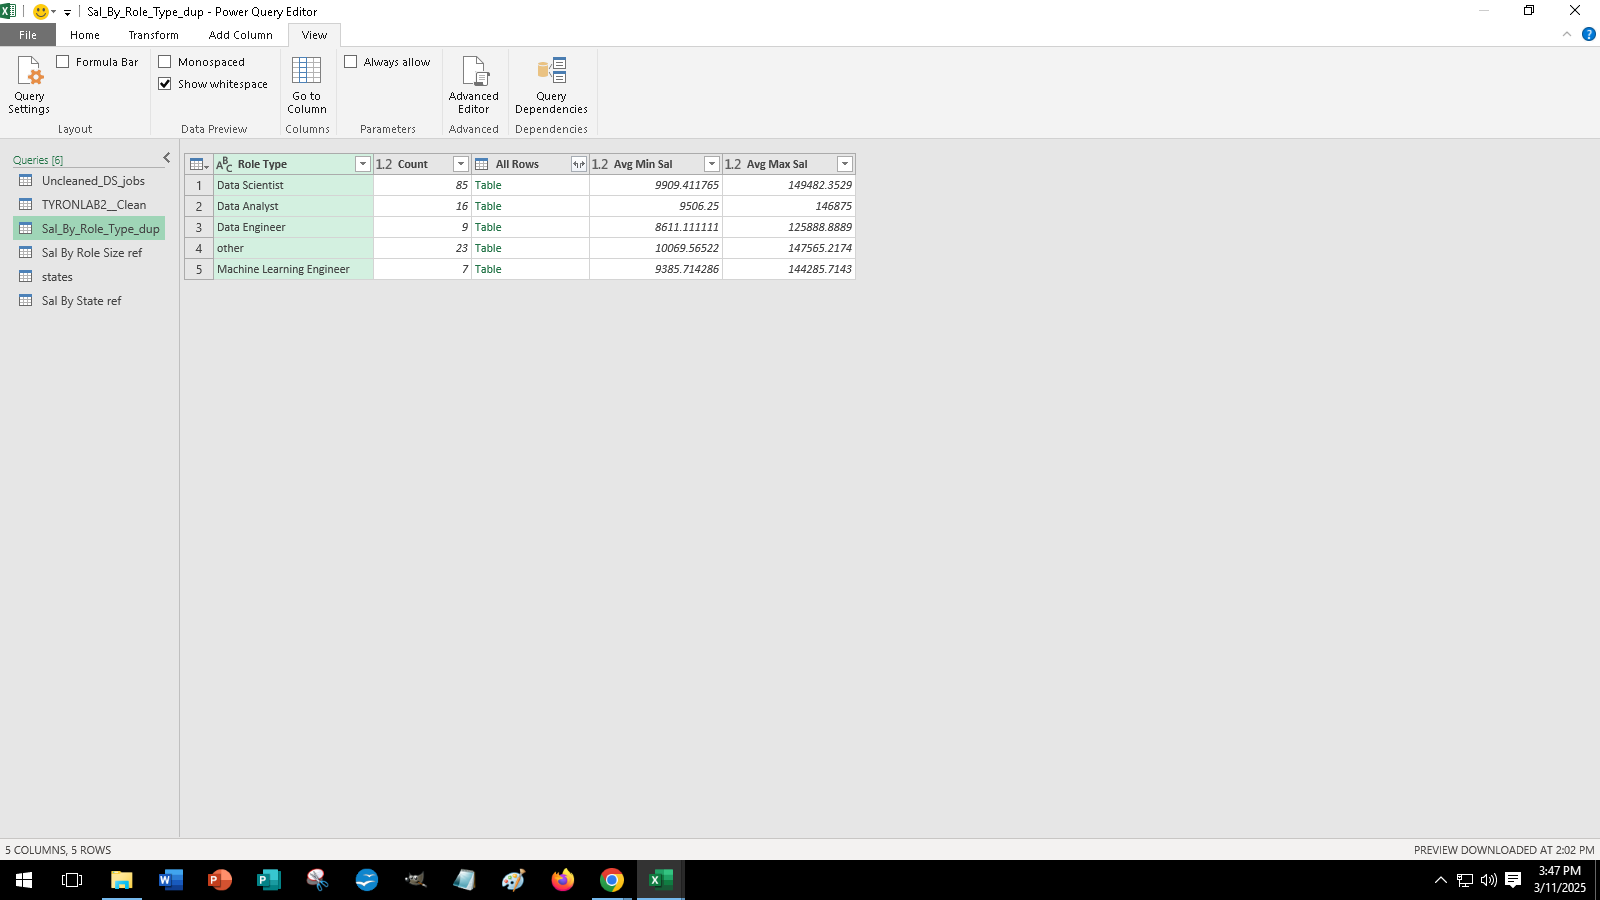 Sal_By_Role_Type_dup - Power Query Editor
File Home Transform Add Column View
Query Settings
Formula Bar
Layout
Monospaced
Show whitespace
Data Preview
Go to Column
Columns
Always allow
Parameters
Advanced Editor
Advanced
Query Dependencies
Dependencies
Queries [6]
Uncleaned_DS_jobs
TYRONLAB2__Clean
Sal_By_Role_Type_dup
Sal By Role Size ref
states
Sal By State ref
ABC Role Type 1.2 Count All Rows 1.2 Avg Min Sal 1.2 Avg Max Sal
1 Data Scientist 85 Table 9909.411765 149482.3529
2 Data Analyst 16 Table 9506.25 146875
3 Data Engineer 9 Table 8611.111111 125888.8889
4 other 23 Table 10069.56522 147565.2174
5 Machine Learning Engineer 7 Table 9385.714286 144285.7143
5 COLUMNS, 5 ROWS
PREVIEW DOWNLOADED AT 2:02 PM
3:47 PM
3/11/2025